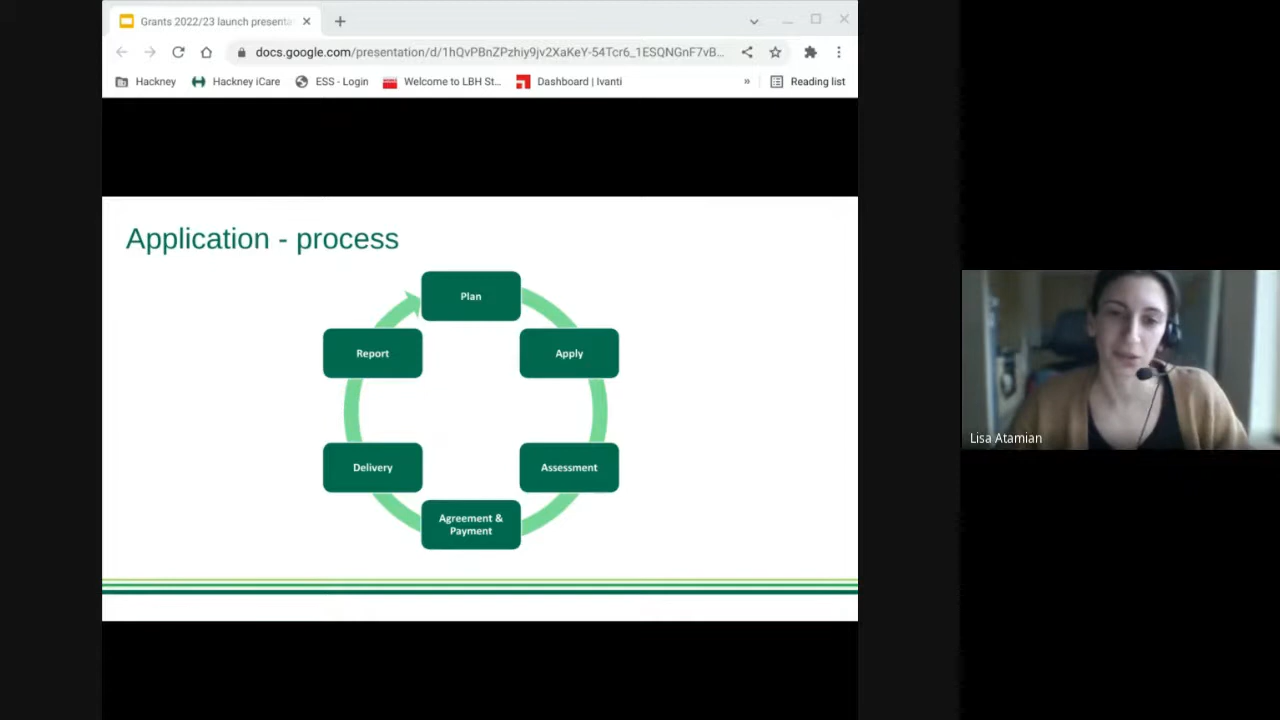 Grants 2022/23 launch presenta
docs.google.com/presentation/d/1hQvPBnZPzhiy9jv2XaKeY-54Tcr6_1ESQNGnF7vB...
Hackney
Hackney iCare
ESS - Login
Welcome to LBH St...
Dashboard | Ivanti
»
Reading list
Application - process
Plan
Report
Apply
Delivery
Assessment
Agreement &
Payment
Lisa Atamian